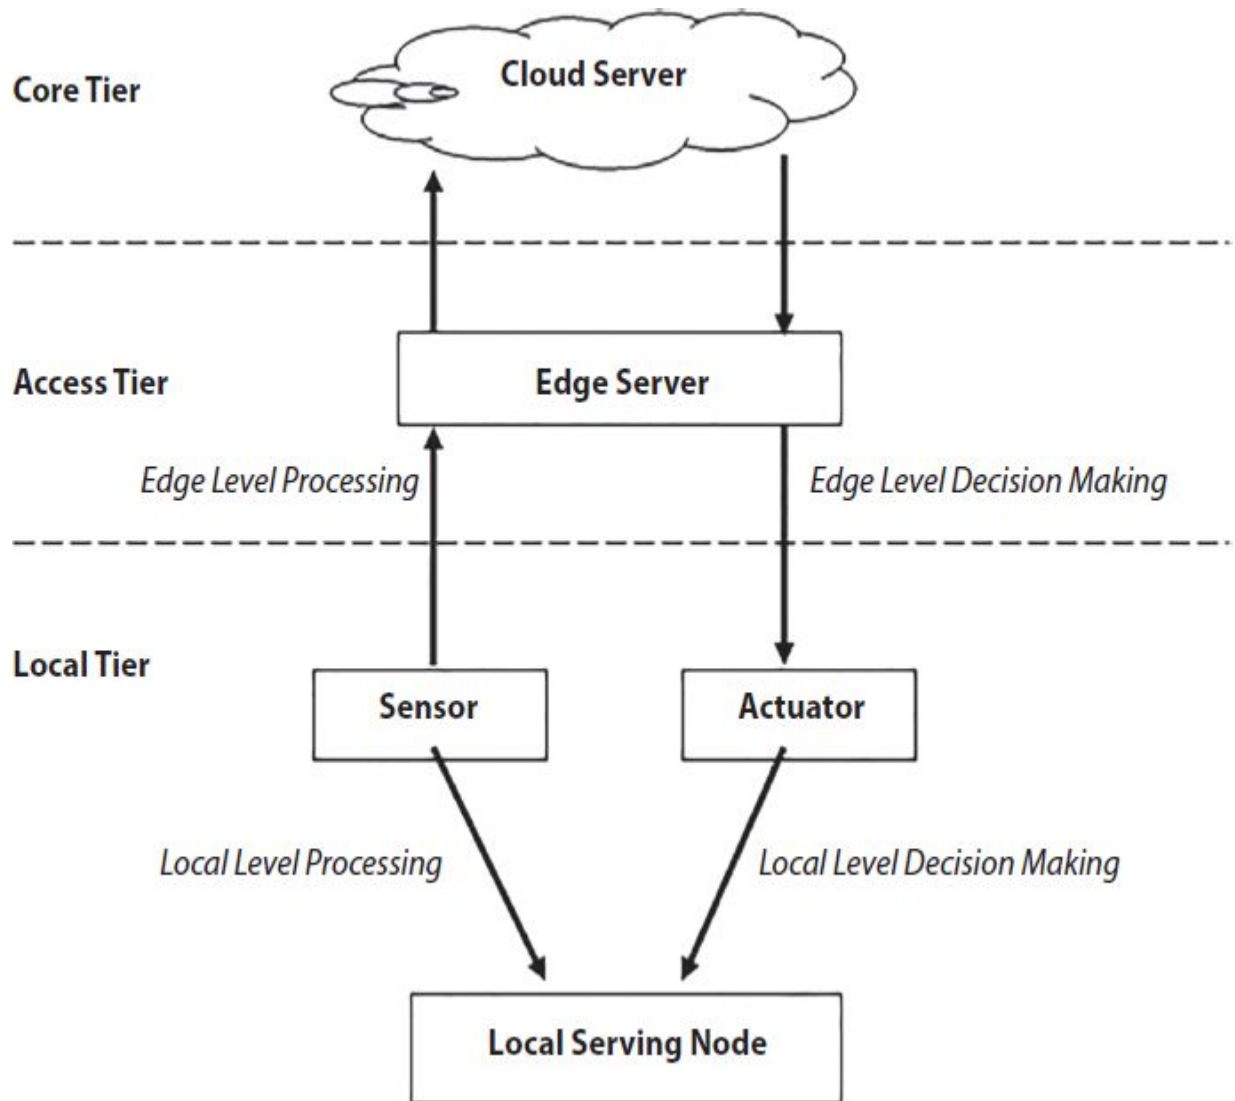 Cloud Server
Core Tier
Access Tier
Edge Server
Edge Level Processing
Edge Level Decision Making
Local Tier
Sensor
Actuator
Local Level Processing
Local Level Decision Making
Local Serving Node